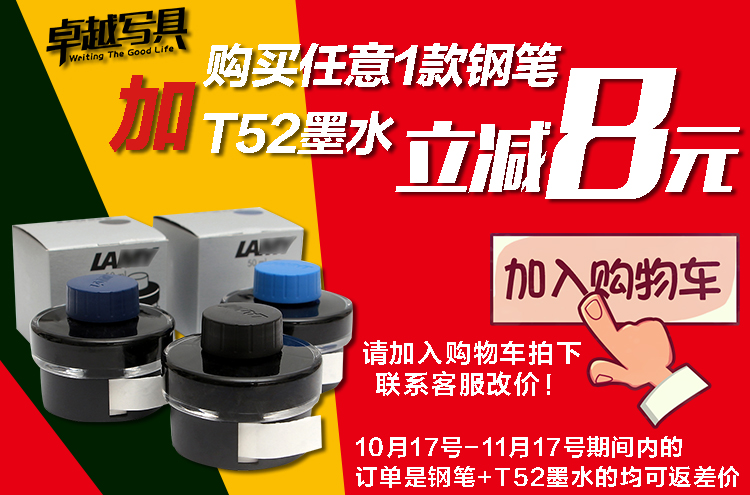 卓越写具
Writing The Good Life
购买任意1款钢笔
加
T52墨水
立减8元
LAMY
LAMY
加入购物车
请加入购物车拍下
联系客服改价!
10月17号-11月17号期间内的
订单是钢笔+T52墨水的均可返差价